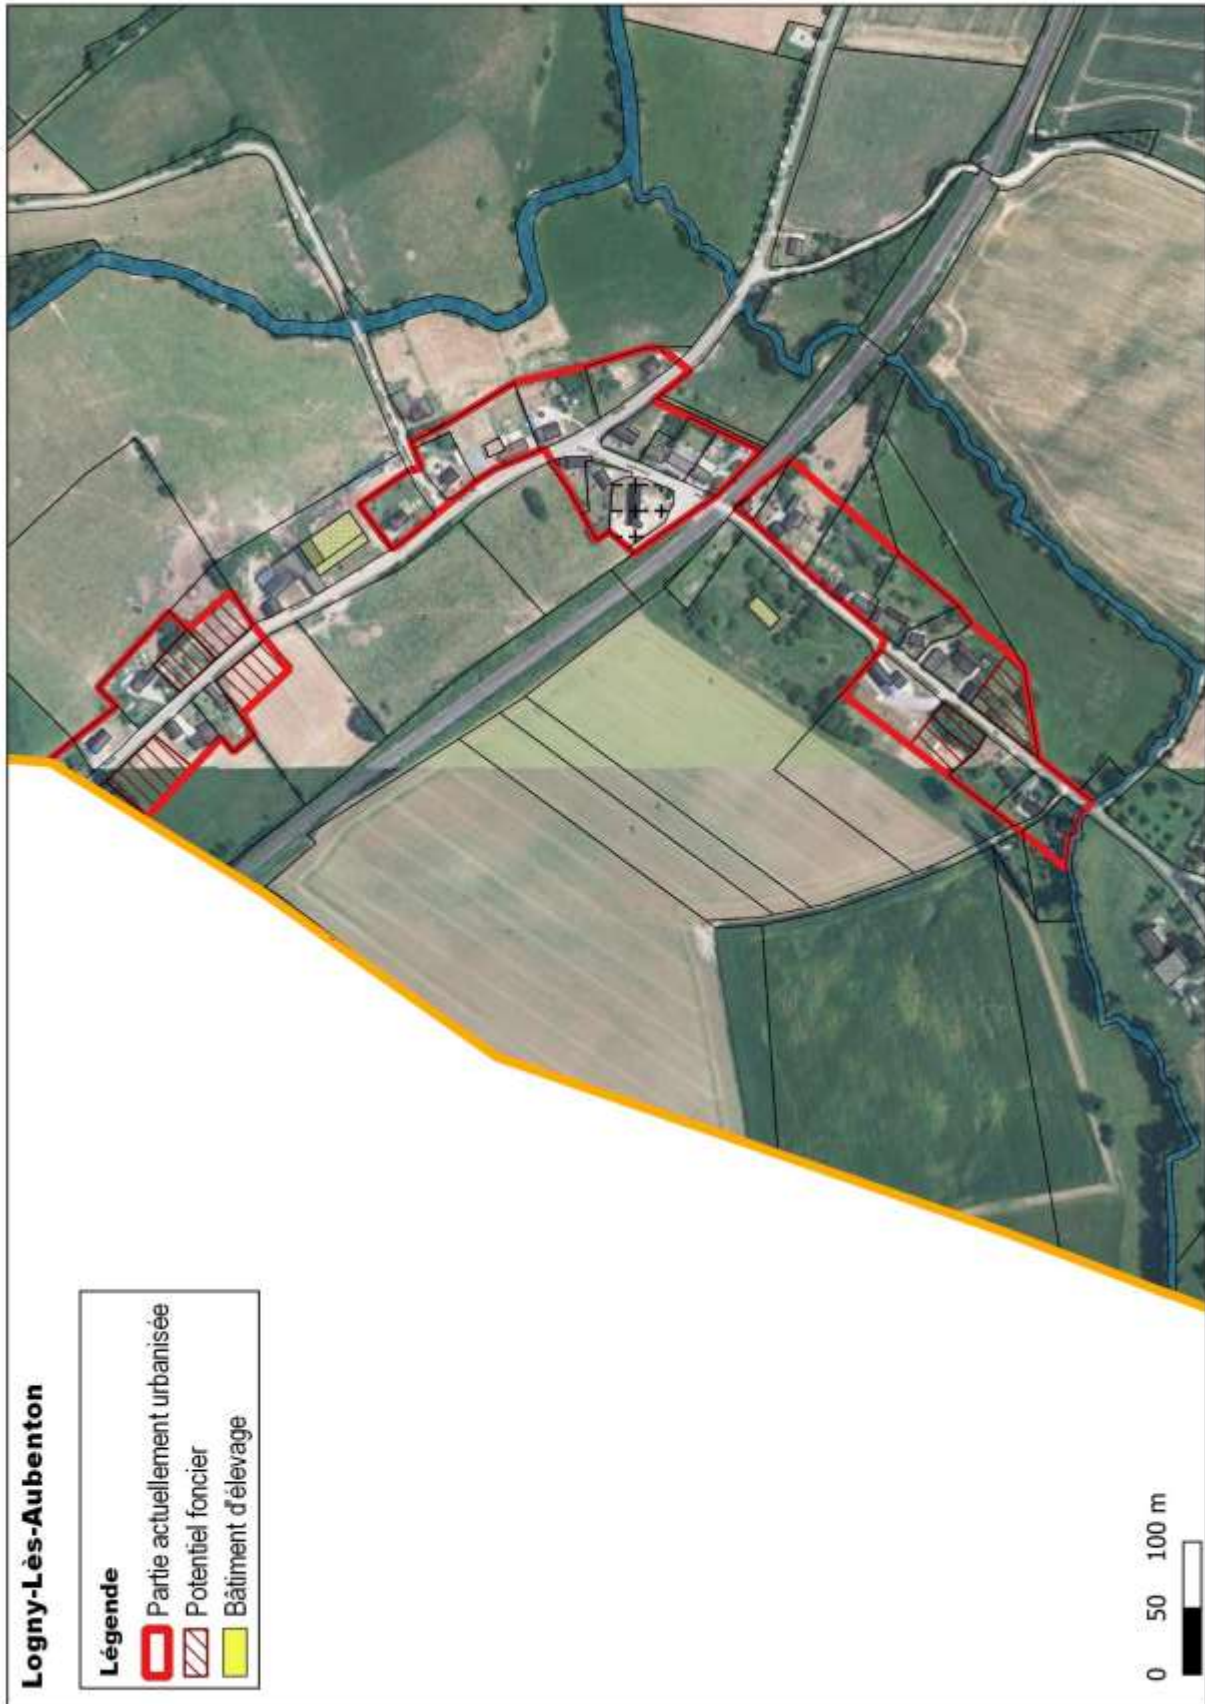 Logny-Lès-Aubenton
Légende
Partie actuellement urbanisée
Potentiel foncier
Bâtiment d'élevage
0 50 100 m